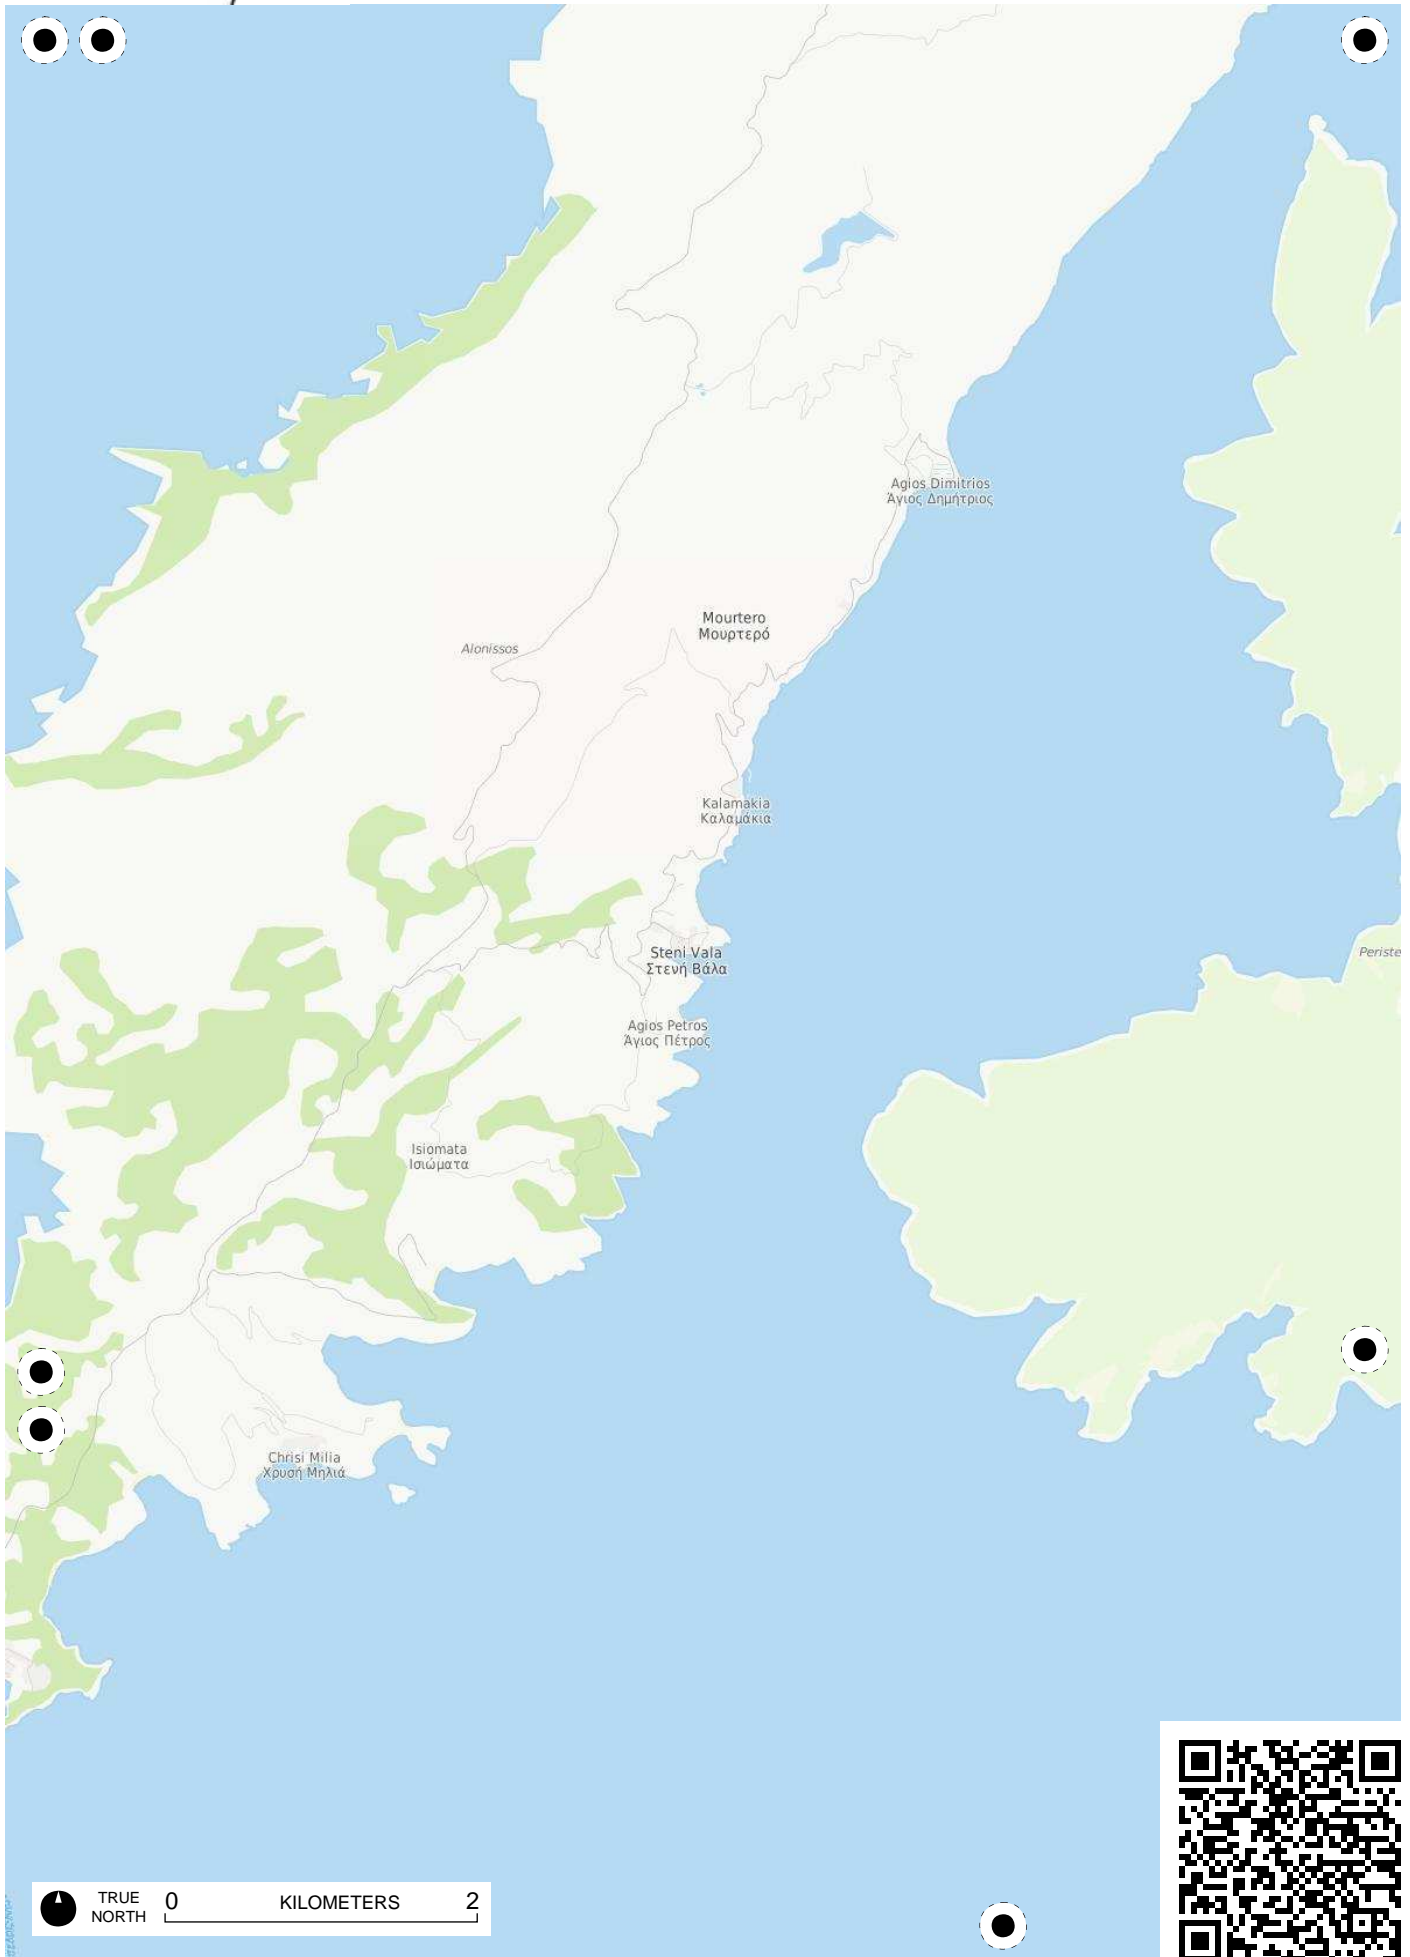 Agios Dimitrios
Άγιος Δημήτριος
Mourtero
Μουρτερό
Alonissos
Kalamakia
Καλαμάκια
Steni Vala
Στενή Βάλα
Periste
Agios Petros
Άγιος Πέτρος
Isiomata
Ισιώματα
Chrisi Milia
Χρυσή Μηλιά
TRUE NORTH
0 KILOMETERS 2